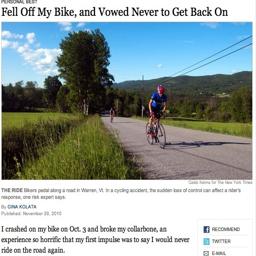 PERSONAL BEST
Fell Off My Bike, and Vowed Never to Get Back On
Caleb Kenna for The New York Times
THE RIDE Bikers pedal along a road in Warren, Vt. In a cycling accident, the sudden loss of control can affect a rider's
response, one risk expert says.
By GINA KOLATA
Published: November 29, 2010
I crashed on my bike on Oct. 3 and broke my collarbone, an
experience so horrific that my first impulse was to say I would never
ride on the road again.
RECOMMEND
TWITTER
E-MAIL